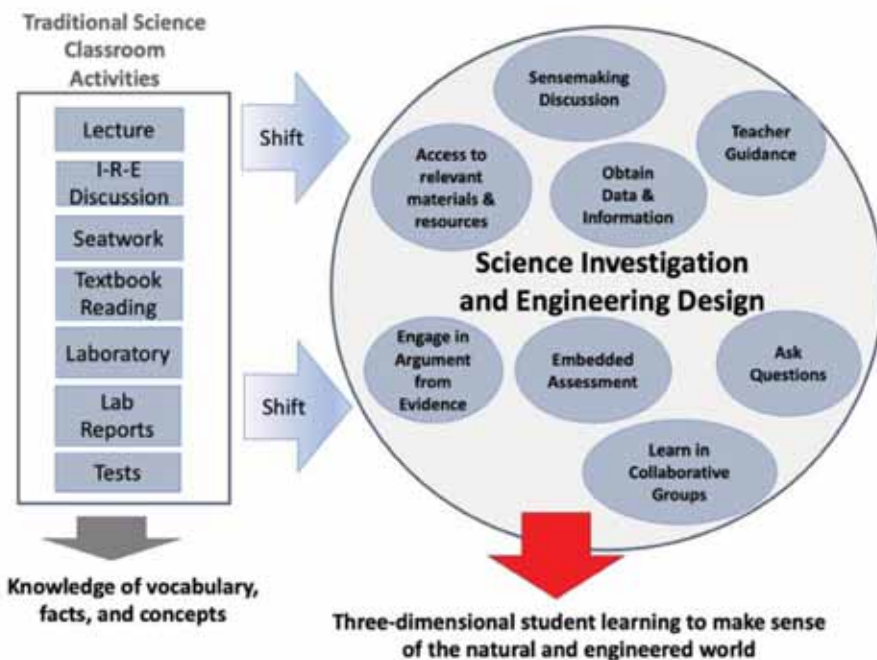 Traditional Science
Classroom
Activities
Lecture
I-R-E
Discussion
Seatwork
Textbook
Reading
Laboratory
Lab
Reports
Tests
Knowledge of vocabulary,
facts, and concepts
Shift
Shift
Sensemaking
Discussion
Teacher
Guidance
Access to
relevant
materials &
resources
Obtain
Data &
Information
Science Investigation
and Engineering Design
Engage in
Argument
from
Evidence
Embedded
Assessment
Ask
Questions
Learn in
Collaborative
Groups
Three-dimensional student learning to make sense
of the natural and engineered world